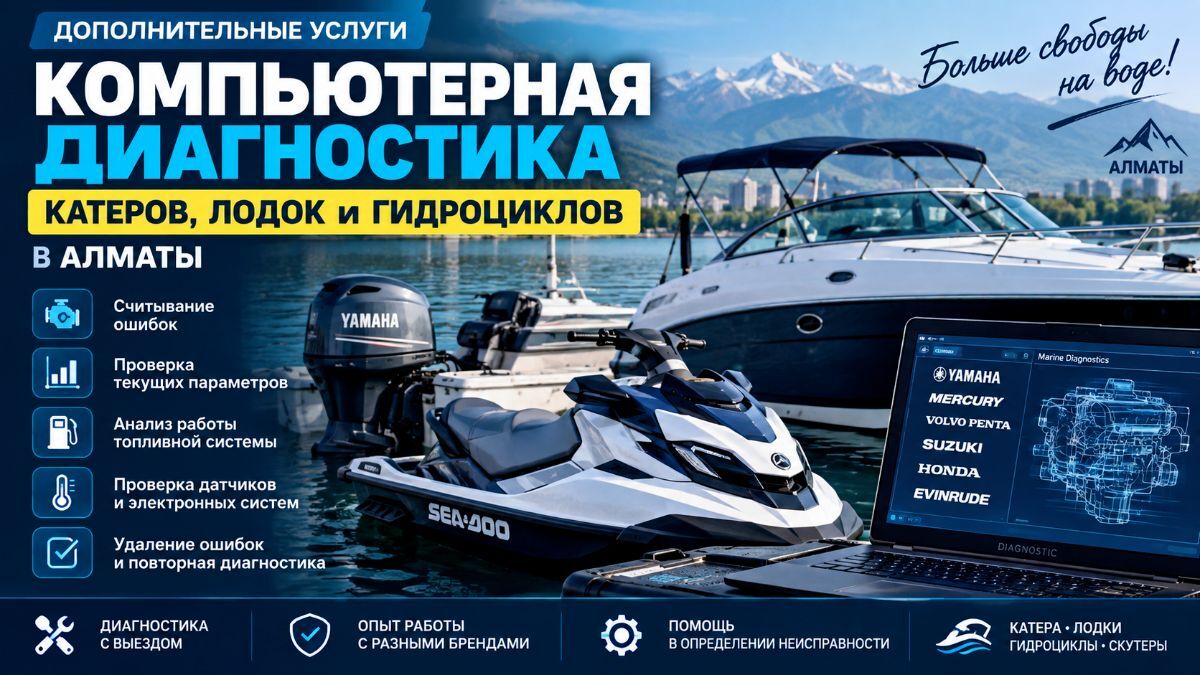 ДОПОЛНИТЕЛЬНЫЕ УСЛУГИ
КОМПЬЮТЕРНАЯ
ДИАГНОСТИКА
КАТЕРОВ, ЛОДОК и ГИДРОЦИКЛОВ
В АЛМАТЫ
Больше свободы
на воде!
АЛМАТЫ
Считывание
ошибок
Проверка
текущих параметров
Анализ работы
топливной системы
Проверка датчиков
и электронных систем
Удаление ошибок
и повторная диагностика
YAMAHA
SEA-DOO
Marine Diagnostics
YAMAHA
MERCURY
VOLVO PENTA
SUZUKI
HONDA
EVINRUDE
DIAGNOSTIC
ДИАГНОСТИКА
С ВЫЕЗДОМ
ОПЫТ РАБОТЫ
С РАЗНЫМИ БРЕНДАМИ
ПОМОЩЬ
В ОПРЕДЕЛЕНИИ НЕИСПРАВНОСТИ
КАТЕРА • ЛОДКИ
ГИДРОЦИКЛЫ • СКУТЕРЫ